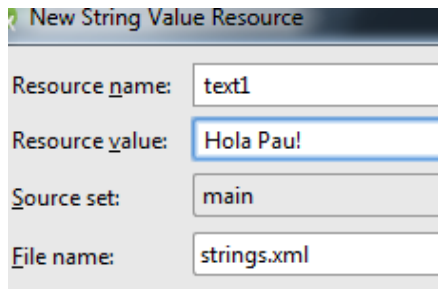 New String Value Resource
Resource name: text1
Resource value: Hola Pau!
Source set: main
File name: strings.xml